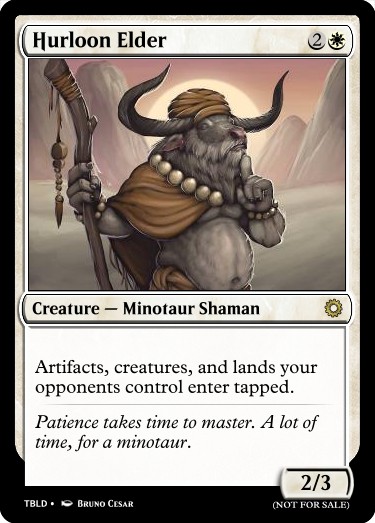 Hurloon Elder 2
Creature — Minotaur Shaman
Artifacts, creatures, and lands your
opponents control enter tapped.
Patience takes time to master. A lot of
time, for a minotaur.
2/3
TBLD • Bruno Cesar
(NOT FOR SALE)